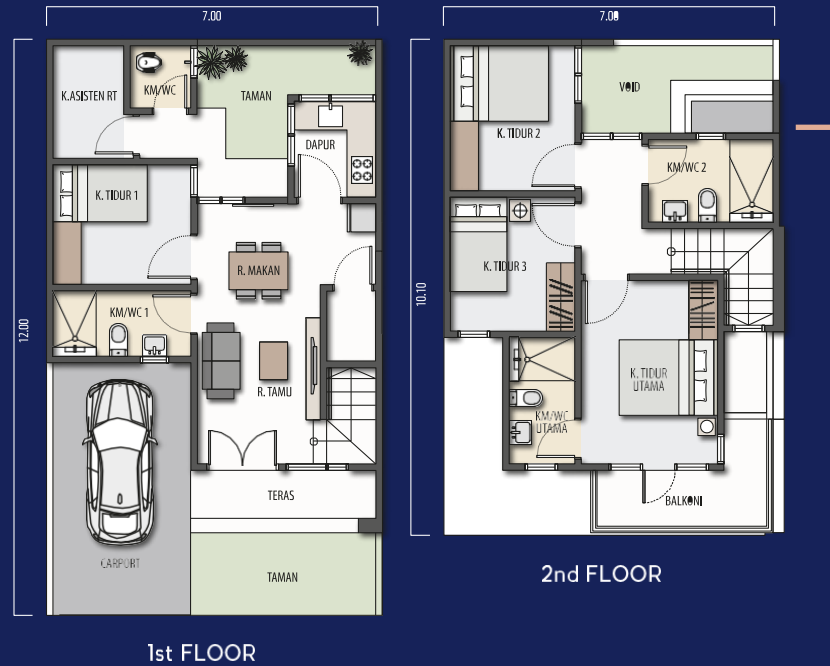 7.00
12.00
K.ASISTEN RT
KM/WC
TAMAN
DAPUR
K. TIDUR 1
R. MAKAN
KM/WC 1
R. TAMU
TERAS
CARPORT
TAMAN
1st FLOOR
7.00
10.10
VOID
K. TIDUR 2
KM/WC 2
K. TIDUR 3
K. TIDUR
UTAMA
KM/WC
UTAMA
BALKONI
2nd FLOOR